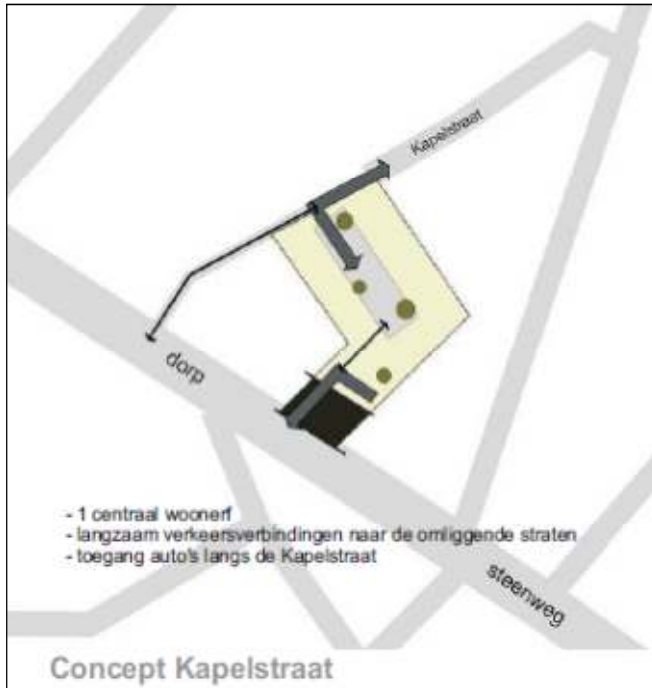 Kapelstraat
dorp
- 1 centraal woonerf
- langzaam verkeersverbindingen naar de omliggende straten
- toegang auto's langs de Kapelstraat
steenweg
Concept Kapelstraat